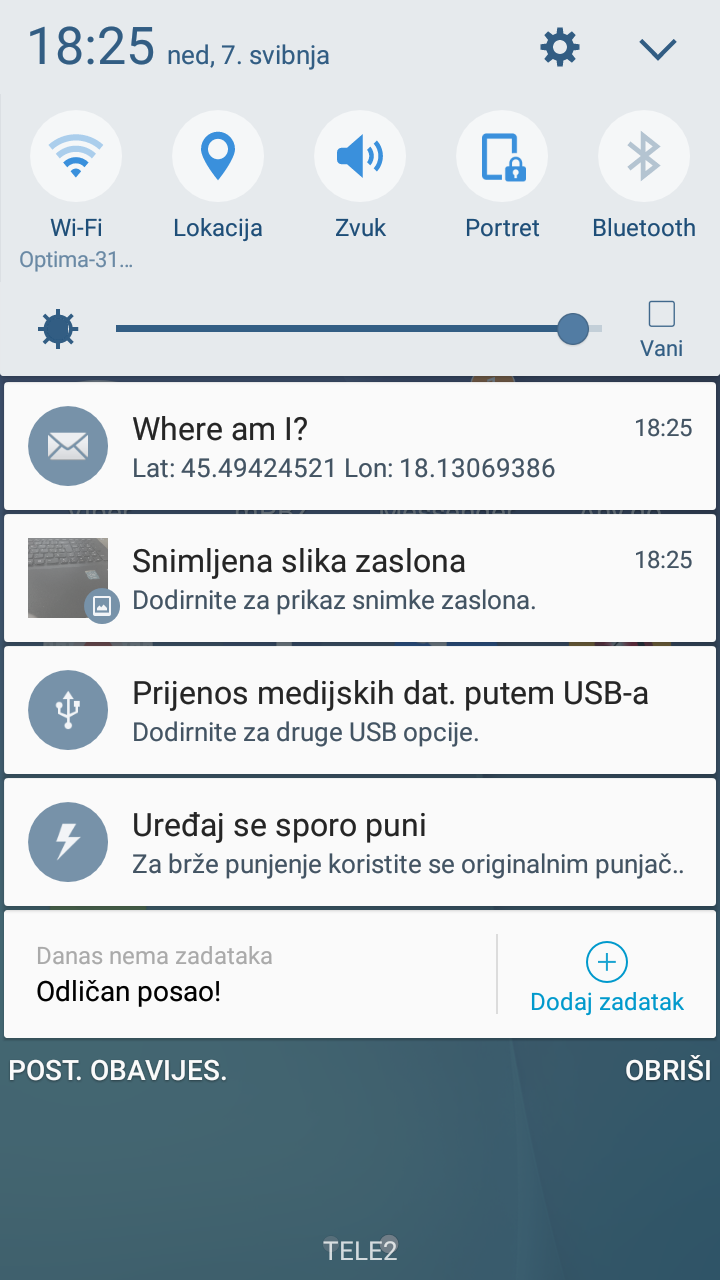 18:25 ned, 7. svibnja
Wi-Fi Lokacija Zvuk Portret Bluetooth
Optima-31...
Vani
Where am I? 18:25
Lat: 45.49424521 Lon: 18.13069386
Snimljena slika zaslona 18:25
Dodirnite za prikaz snimke zaslona.
Prijenos medijskih dat. putem USB-a
Dodirnite za druge USB opcije.
Uređaj se sporo puni
Za brže punjenje koristite se originalnim punjač..
Danas nema zadataka
Odličan posao!
Dodaj zadatak
POST. OBAVIJES. OBRIŠI
TELE2